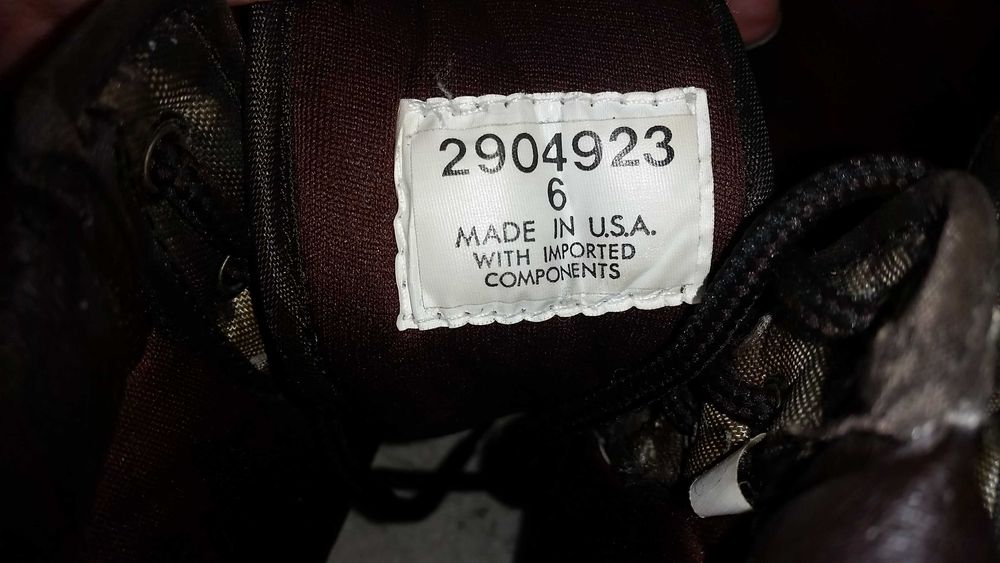 2904923
6
MADE IN U.S.A.
WITH IMPORTED
COMPONENTS